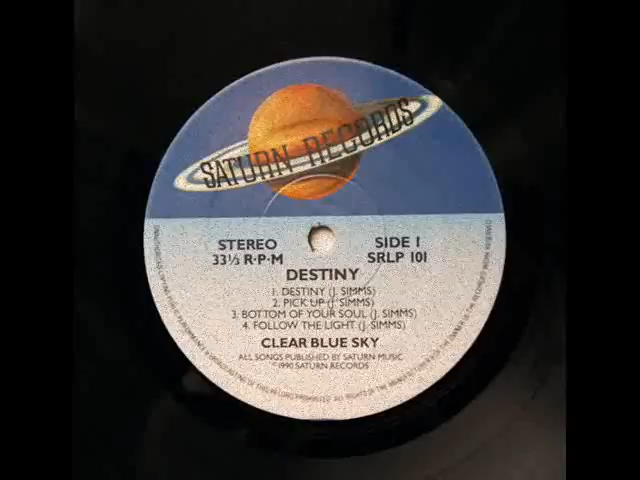 SATURN RECORDS
STEREO
33⅓ R·P·M
SIDE 1
SRLP 101
DESTINY
1. DESTINY (J. SIMMS)
2. PICK UP (J. SIMMS)
3. BOTTOM OF YOUR SOUL (J. SIMMS)
4. FOLLOW THE LIGHT (J. SIMMS)
CLEAR BLUE SKY
ALL SONGS PUBLISHED BY SATURN MUSIC
©1990 SATURN RECORDS